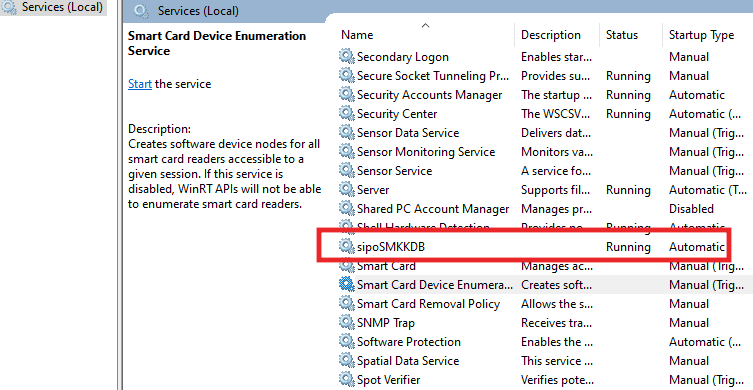 Services (Local)
Services (Local)
Smart Card Device Enumeration
Service
Start the service
Description:
Creates software device nodes for all
smart card readers accessible to a
given session. If this service is
disabled, WinRT APIs will not be able
to enumerate smart card readers.
Name Description Status Startup Type
Secondary Logon Enables star... Manual
Secure Socket Tunneling Pr... Provides su... Running Manual
Security Accounts Manager The startup ... Running Automatic
Security Center The WSCSV... Running Automatic (...
Sensor Data Service Delivers dat... Manual (Trig...
Sensor Monitoring Service Monitors va... Manual (Trig...
Sensor Service A service fo... Manual (Trig...
Server Supports fil... Running Automatic (T...
Shared PC Account Manager Manages pr... Disabled
Shell Hardware Detection Provides no... Running Automatic
sipoSMKKDB Running Automatic
Smart Card Manages ac... Manual (Trig...
Smart Card Device Enumera... Creates soft... Manual (Trig...
Smart Card Removal Policy Allows the s... Manual
SNMP Trap Receives tra... Manual
Software Protection Enables the ... Automatic (...
Spatial Data Service This service ... Manual
Spot Verifier Verifies pote... Manual (Trig...